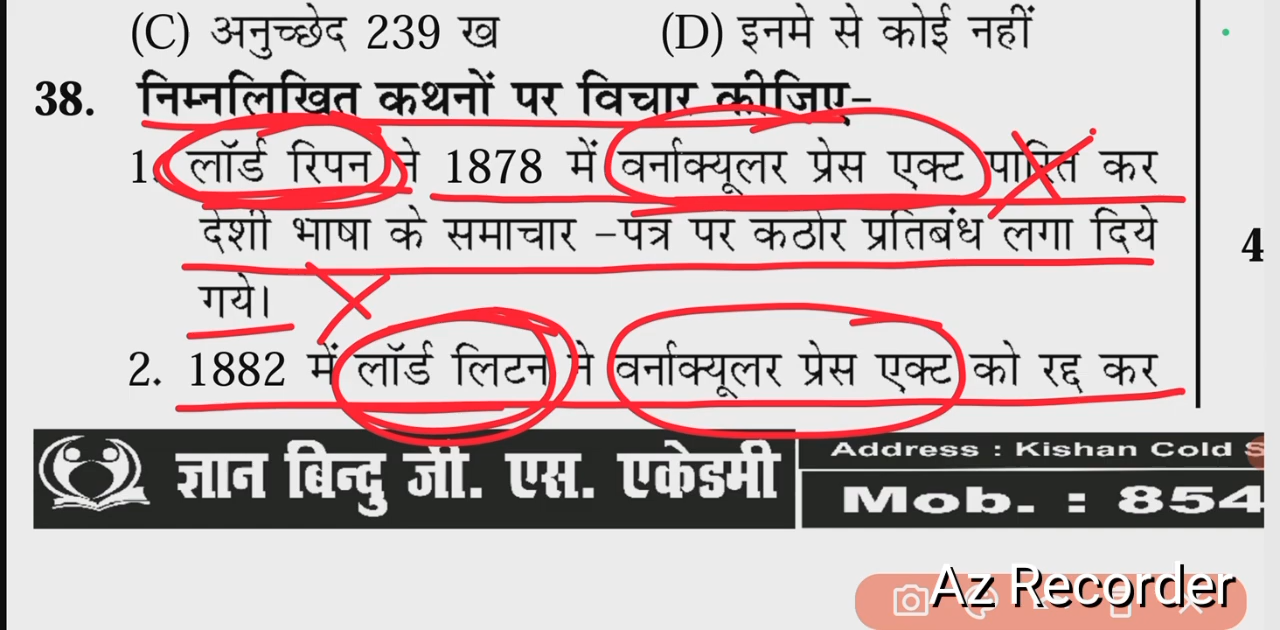 (C) अनुच्छेद 239 ख (D) इनमे से कोई नहीं
38. निम्नलिखित कथनों पर विचार कीजिए-
1. लॉर्ड रिपन ने 1878 में वर्नाक्यूलर प्रेस एक्ट पारित कर
देशी भाषा के समाचार -पत्र पर कठोर प्रतिबंध लगा दिये
गये।
2. 1882 में लॉर्ड लिटन ने वर्नाक्यूलर प्रेस एक्ट को रद्द कर
4
ज्ञान बिन्दु जी. एस. एकेडमी
Address : Kishan Cold S
Mob. : 854
Az Recorder